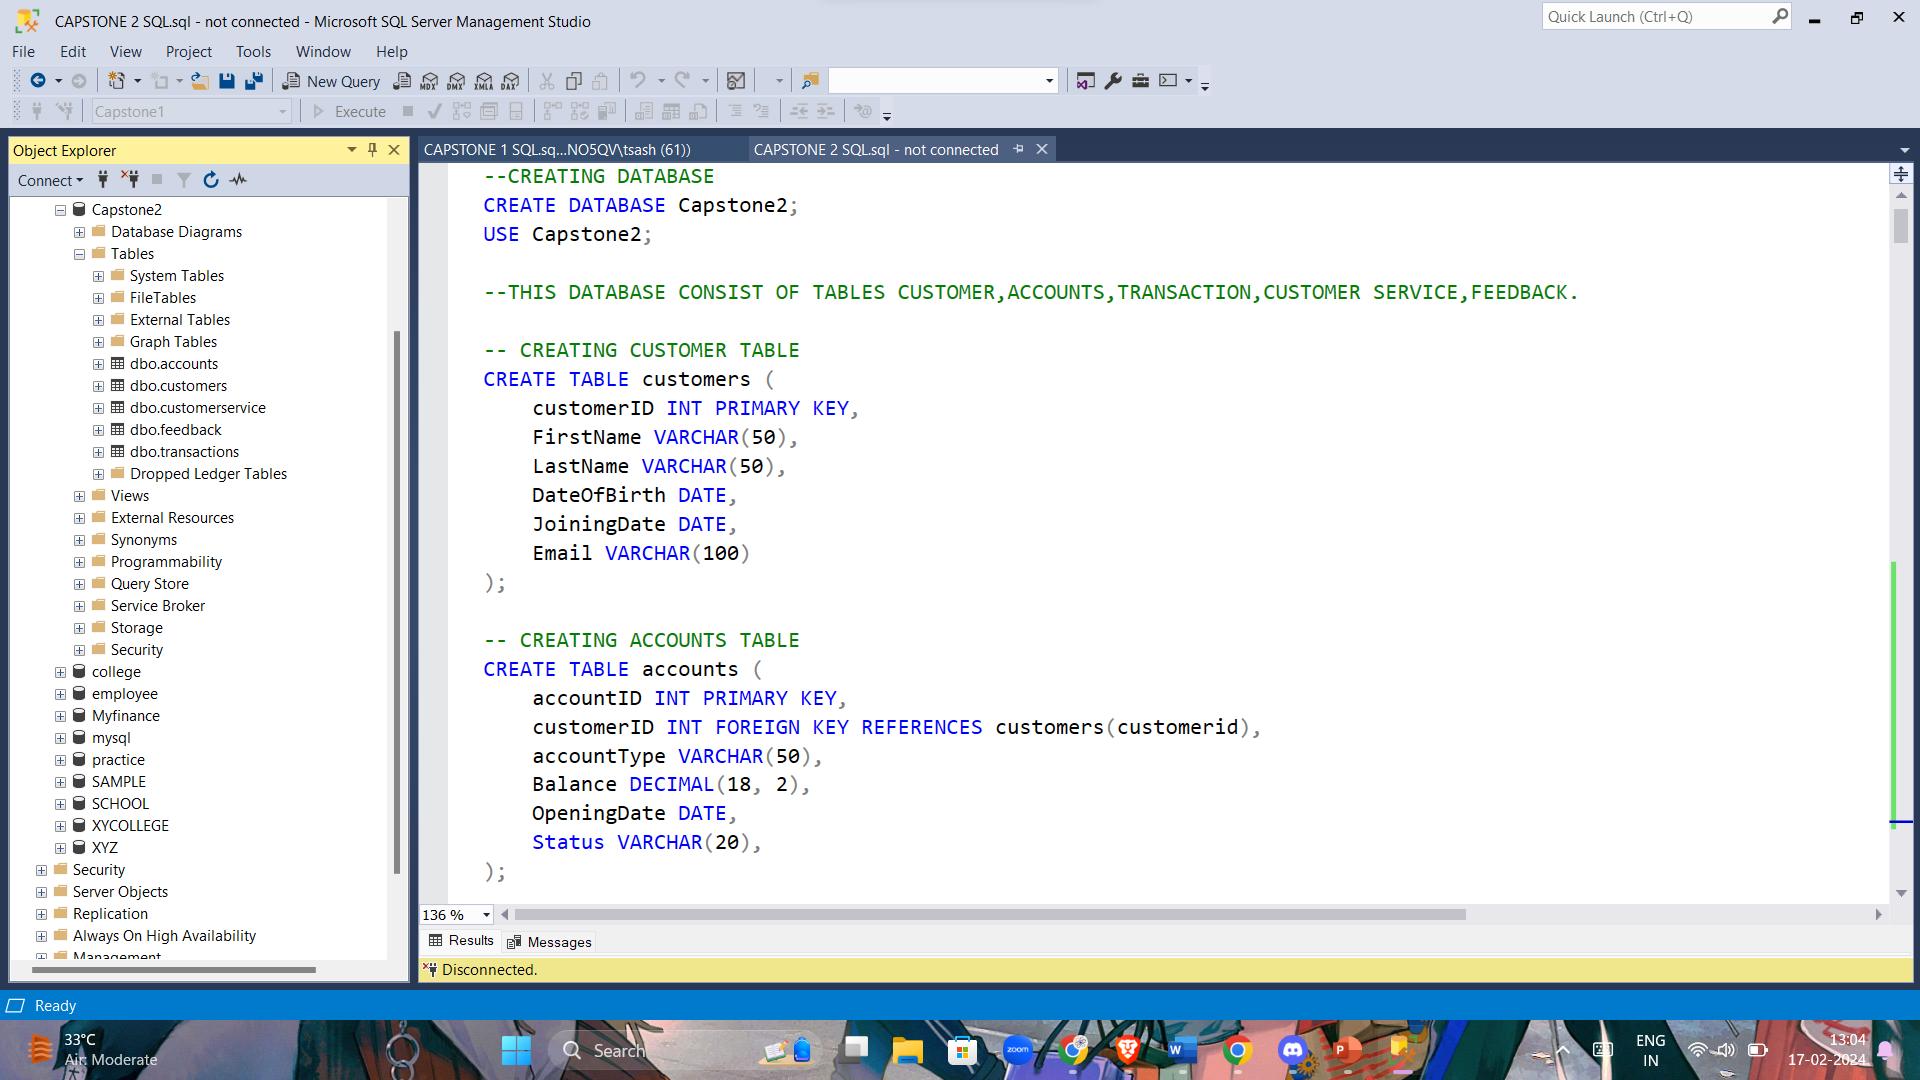 CAPSTONE 2 SQL.sql - not connected - Microsoft SQL Server Management Studio
Quick Launch (Ctrl+Q)
File Edit View Project Tools Window Help
New Query MDX DMX XMLA DAX
Capstone1 Execute
Object Explorer
CAPSTONE 1 SQL.sq...NO5QV\tsash (61))
CAPSTONE 2 SQL.sql - not connected
Connect
Capstone2
Database Diagrams
Tables
System Tables
FileTables
External Tables
Graph Tables
dbo.accounts
dbo.customers
dbo.customerservice
dbo.feedback
dbo.transactions
Dropped Ledger Tables
Views
External Resources
Synonyms
Programmability
Query Store
Service Broker
Storage
Security
college
employee
Myfinance
mysql
practice
SAMPLE
SCHOOL
XYCOLLEGE
XYZ
Security
Server Objects
Replication
Always On High Availability
Management
--CREATING DATABASE
CREATE DATABASE Capstone2;
USE Capstone2;
--THIS DATABASE CONSIST OF TABLES CUSTOMER,ACCOUNTS,TRANSACTION,CUSTOMER SERVICE,FEEDBACK.
-- CREATING CUSTOMER TABLE
CREATE TABLE customers (
customerID INT PRIMARY KEY,
FirstName VARCHAR(50),
LastName VARCHAR(50),
DateOfBirth DATE,
JoiningDate DATE,
Email VARCHAR(100)
);
-- CREATING ACCOUNTS TABLE
CREATE TABLE accounts (
accountID INT PRIMARY KEY,
customerID INT FOREIGN KEY REFERENCES customers(customerid),
accountType VARCHAR(50),
Balance DECIMAL(18, 2),
OpeningDate DATE,
Status VARCHAR(20),
);
136 %
Results Messages
Disconnected.
Ready
33°C
Air: Moderate
Search
zoom
W
P
ENG
IN
13:04
17-02-2024